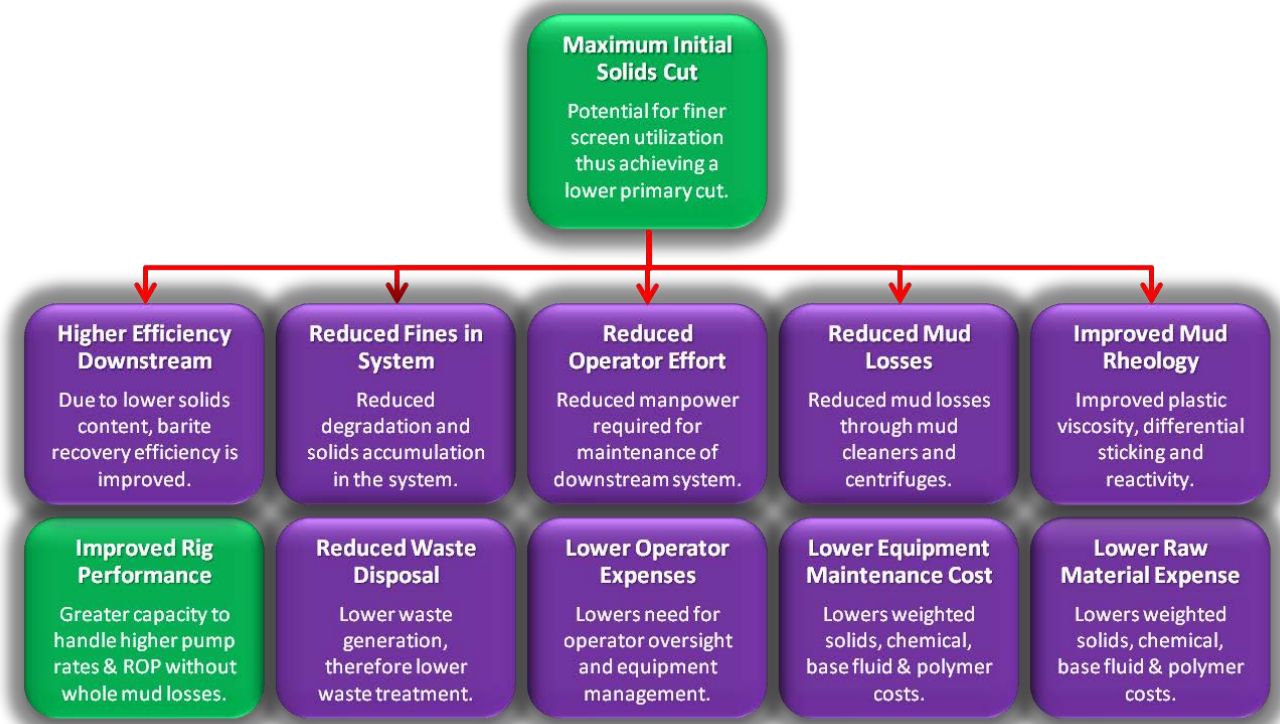 Maximum Initial
Solids Cut
Potential for finer
screen utilization
thus achieving a
lower primary cut.
Higher Efficiency
Downstream
Due to lower solids
content, barite
recovery efficiency is
improved.
Reduced Fines in
System
Reduced
degradation and
solids accumulation
in the system.
Reduced
Operator Effort
Reduced manpower
required for
maintenance of
downstream system.
Reduced Mud
Losses
Reduced mud losses
through mud
cleaners and
centrifuges.
Improved Mud
Rheology
Improved plastic
viscosity, differential
sticking and
reactivity.
Improved Rig
Performance
Greater capacity to
handle higher pump
rates & ROP without
whole mud losses.
Reduced Waste
Disposal
Lower waste
generation,
therefore lower
waste treatment.
Lower Operator
Expenses
Lowers need for
operator oversight
and equipment
management.
Lower Equipment
Maintenance Cost
Lowers weighted
solids, chemical,
base fluid & polymer
costs.
Lower Raw
Material Expense
Lowers weighted
solids, chemical,
base fluid & polymer
costs.